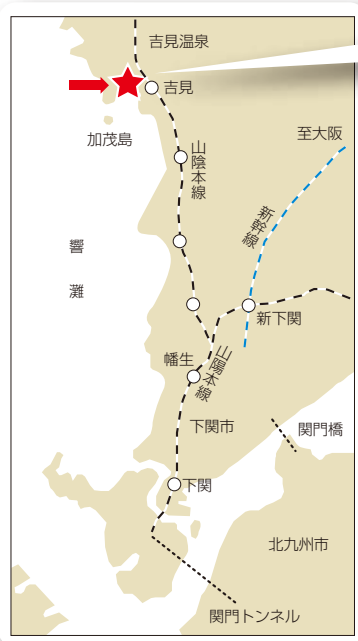 吉見温泉
吉見
加茂島
至大阪
山陰本線
新幹線
響灘
新下関
幡生
山陽本線
下関市
関門橋
下関
北九州市
関門トンネル